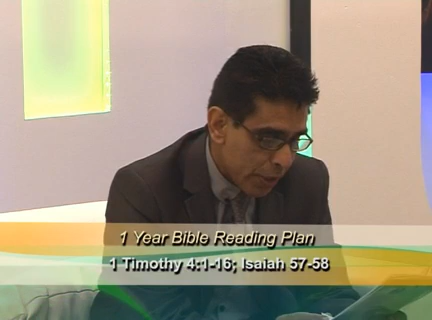 1 Year Bible Reading Plan
1 Timothy 4:1-16; Isaiah 57-58